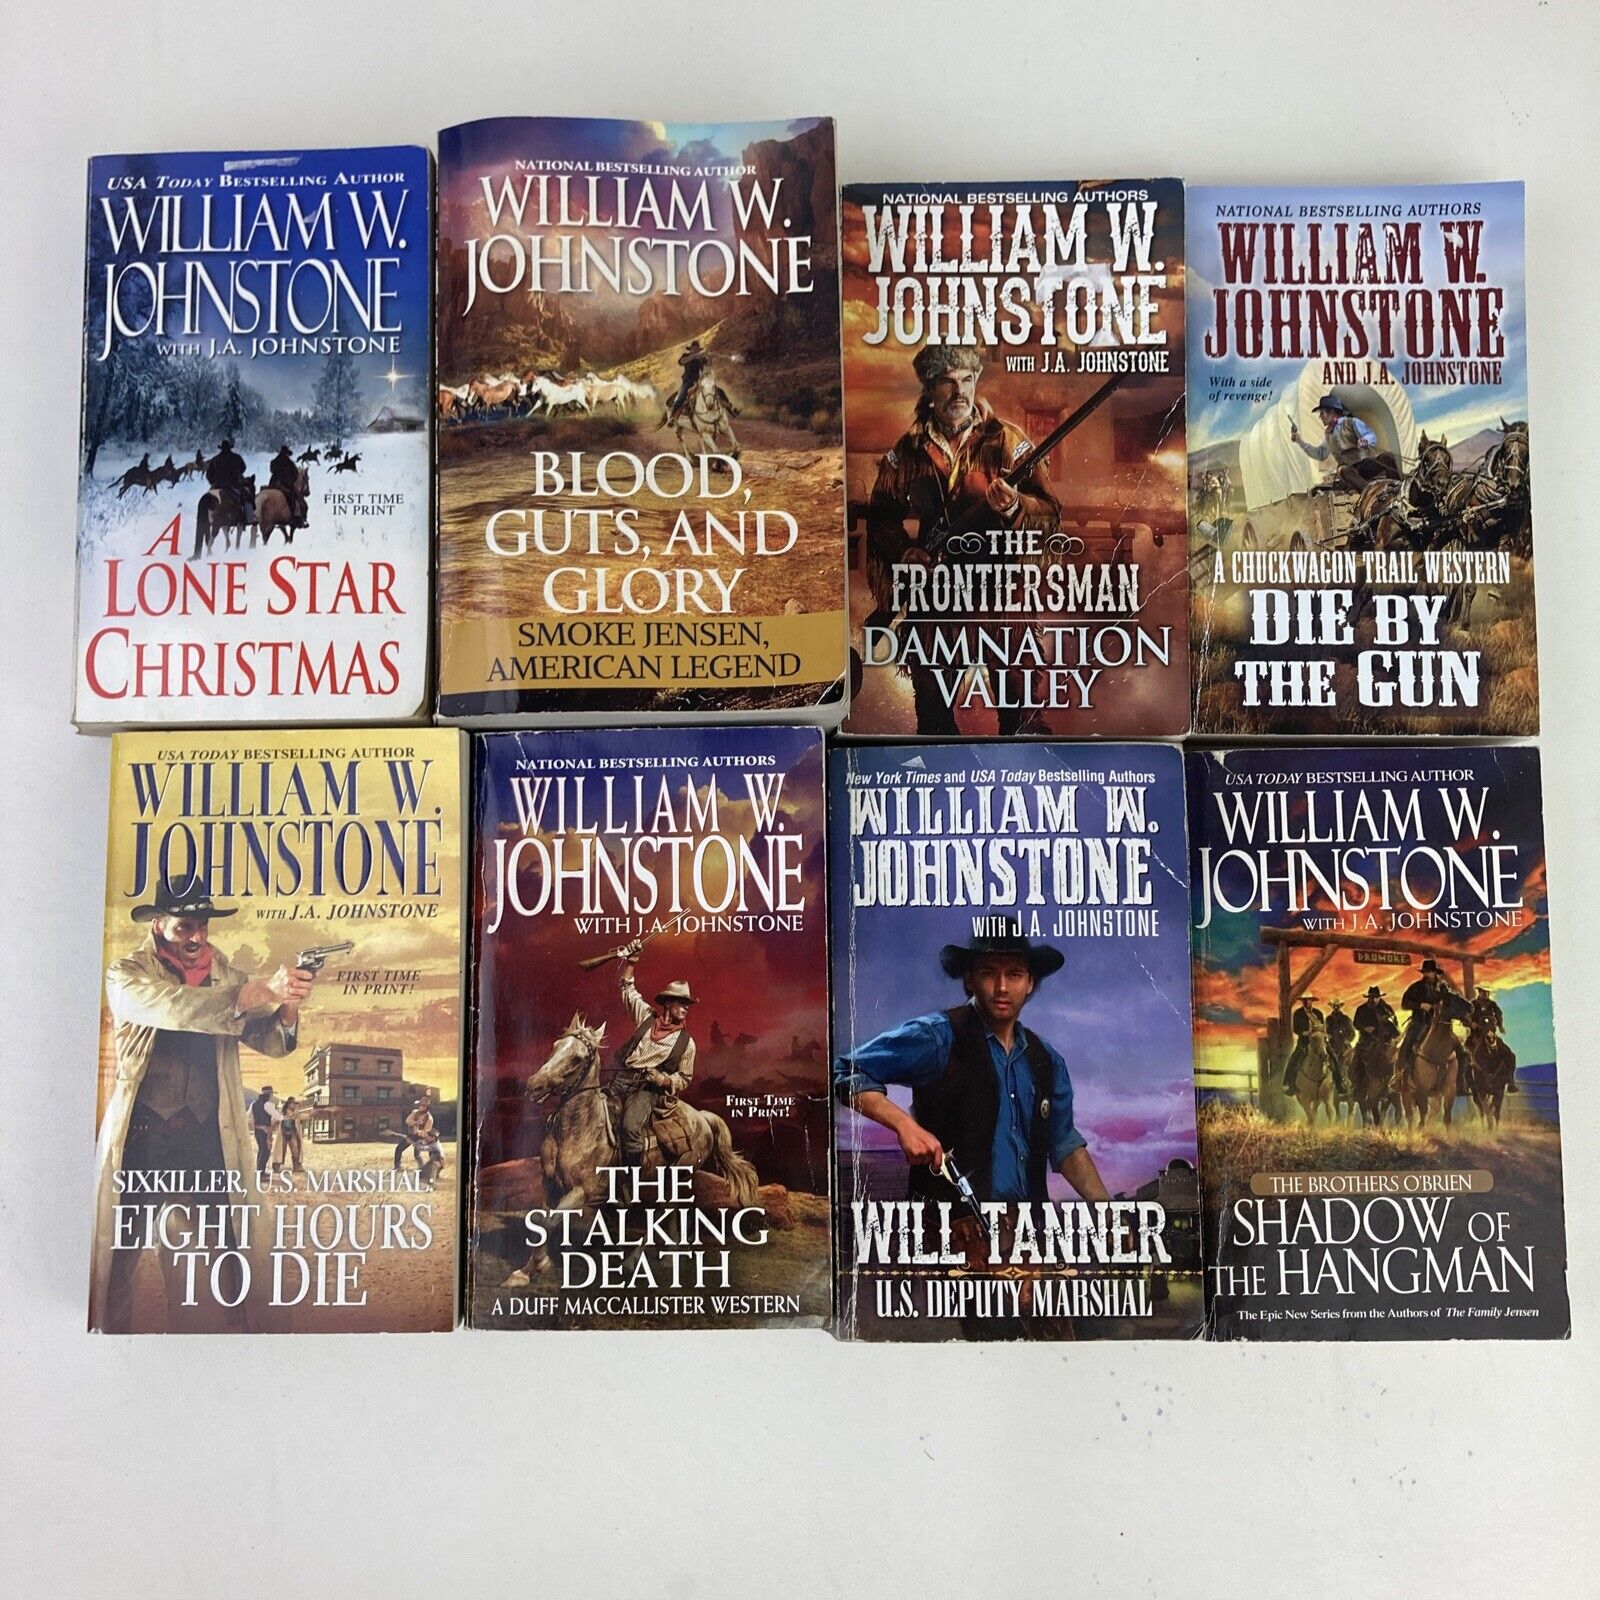 USA TODAY BESTSELLING AUTHOR
WILLIAM W.
JOHNSTONE
WITH J.A. JOHNSTONE
FIRST TIME
IN PRINT
A
LONE STAR
CHRISTMAS
NATIONAL BESTSELLING AUTHOR
WILLIAM W.
JOHNSTONE
BLOOD,
GUTS, AND
GLORY
SMOKE JENSEN,
AMERICAN LEGEND
NATIONAL BESTSELLING AUTHORS
WILLIAM W.
JOHNSTONE
WITH J.A. JOHNSTONE
THE
FRONTIERSMAN
DAMNATION
VALLEY
NATIONAL BESTSELLING AUTHORS
WILLIAM W.
JOHNSTONE
AND J.A. JOHNSTONE
With a side
of revenge!
A CHUCKWAGON TRAIL WESTERN
DIE BY
THE GUN
USA TODAY BESTSELLING AUTHOR
WILLIAM W.
JOHNSTONE
WITH J.A. JOHNSTONE
FIRST TIME
IN PRINT!
SIXKILLER, U.S. MARSHAL:
EIGHT HOURS
TO DIE
NATIONAL BESTSELLING AUTHORS
WILLIAM W.
JOHNSTONE
WITH J.A. JOHNSTONE
FIRST TIME
IN PRINT!
THE
STALKING
DEATH
A DUFF MACCALLISTER WESTERN
New York Times and USA Today Bestselling Authors
WILLIAM W.
JOHNSTONE
WITH J.A. JOHNSTONE
WILL TANNER
U.S. DEPUTY MARSHAL
USA TODAY BESTSELLING AUTHOR
WILLIAM W.
JOHNSTONE
WITH J.A. JOHNSTONE
DROMORE
THE BROTHERS O'BRIEN
SHADOW OF
THE HANGMAN
The Epic New Series from the Authors of The Family Jensen